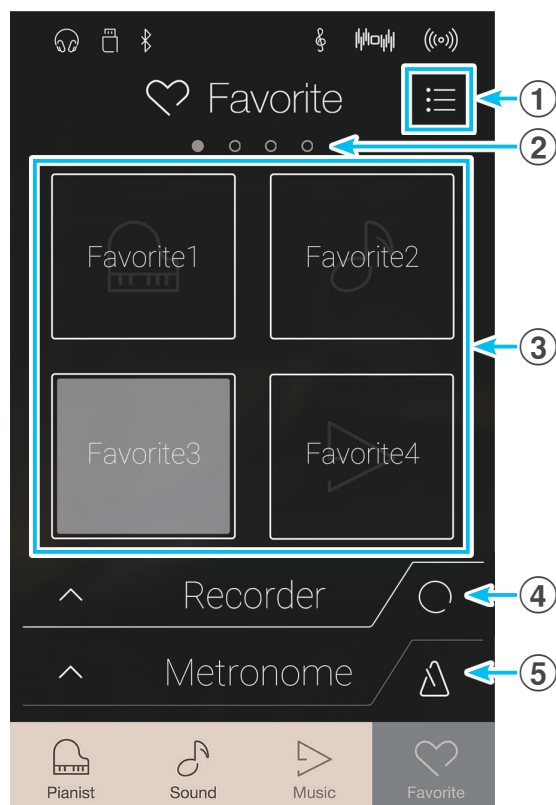 Favorite
1
2
Favorite1
Favorite2
3
Favorite3
Favorite4
Recorder
4
Metronome
5
Pianist
Sound
Music
Favorite